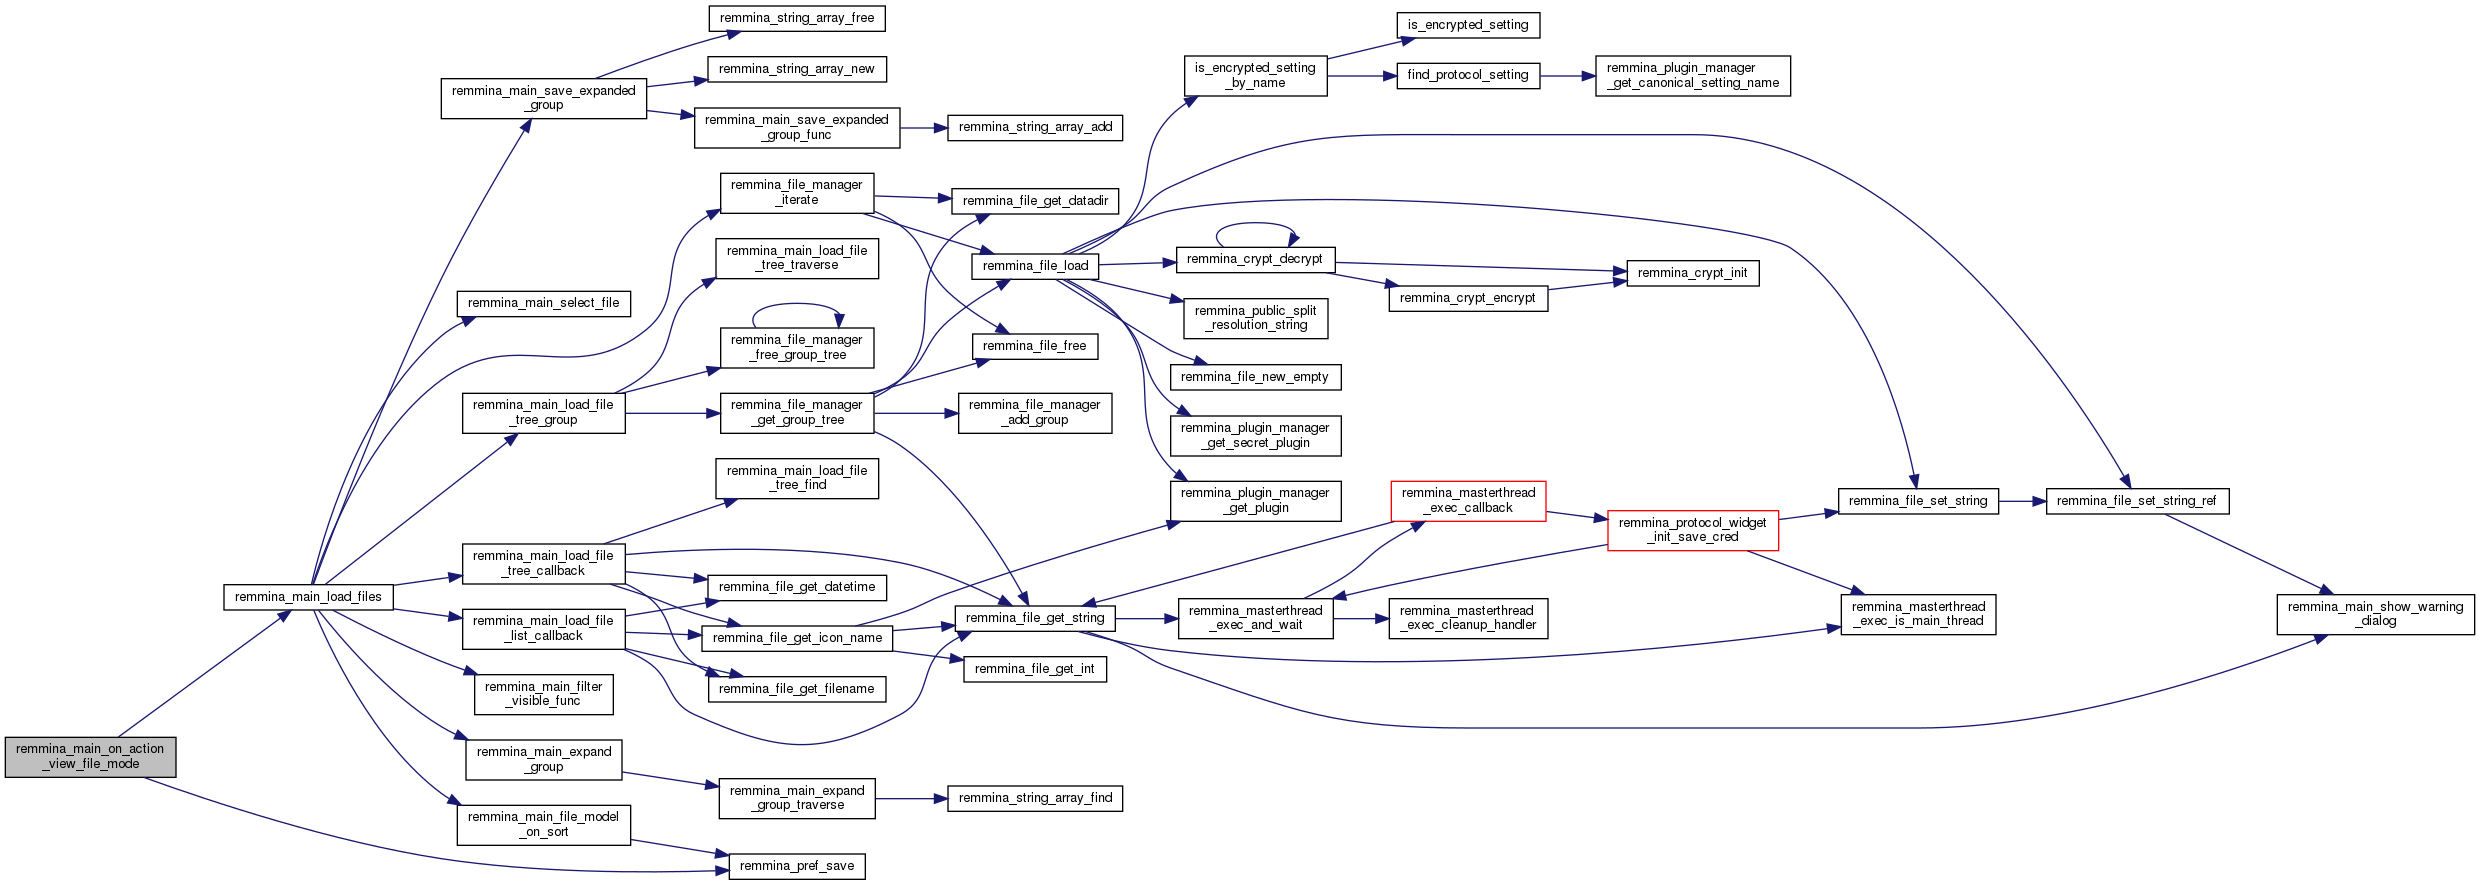 remmina_main_on_action
_view_file_mode
remmina_main_load_files
remmina_main_save_expanded
_group
remmina_main_select_file
remmina_main_load_file
_tree_group
remmina_main_load_file
_tree_callback
remmina_main_load_file
_list_callback
remmina_main_filter
_visible_func
remmina_main_expand
_group
remmina_main_file_model
_on_sort
remmina_string_array_free
remmina_string_array_new
remmina_main_save_expanded
_group_func
remmina_file_manager
_iterate
remmina_main_load_file
_tree_traverse
remmina_file_manager
_free_group_tree
remmina_file_manager
_get_group_tree
remmina_main_load_file
_tree_find
remmina_file_get_datetime
remmina_file_get_icon_name
remmina_file_get_filename
remmina_main_expand
_group_traverse
remmina_pref_save
remmina_string_array_add
remmina_file_get_datadir
remmina_file_load
remmina_file_free
remmina_file_manager
_add_group
remmina_file_get_string
remmina_file_get_int
remmina_string_array_find
is_encrypted_setting
_by_name
remmina_crypt_decrypt
remmina_public_split
_resolution_string
remmina_file_new_empty
remmina_plugin_manager
_get_secret_plugin
remmina_plugin_manager
_get_plugin
remmina_masterthread
_exec_and_wait
is_encrypted_setting
find_protocol_setting
remmina_crypt_encrypt
remmina_masterthread
_exec_callback
remmina_masterthread
_exec_cleanup_handler
remmina_plugin_manager
_get_canonical_setting_name
remmina_crypt_init
remmina_protocol_widget
_init_save_cred
remmina_file_set_string
remmina_masterthread
_exec_is_main_thread
remmina_file_set_string_ref
remmina_main_show_warning
_dialog